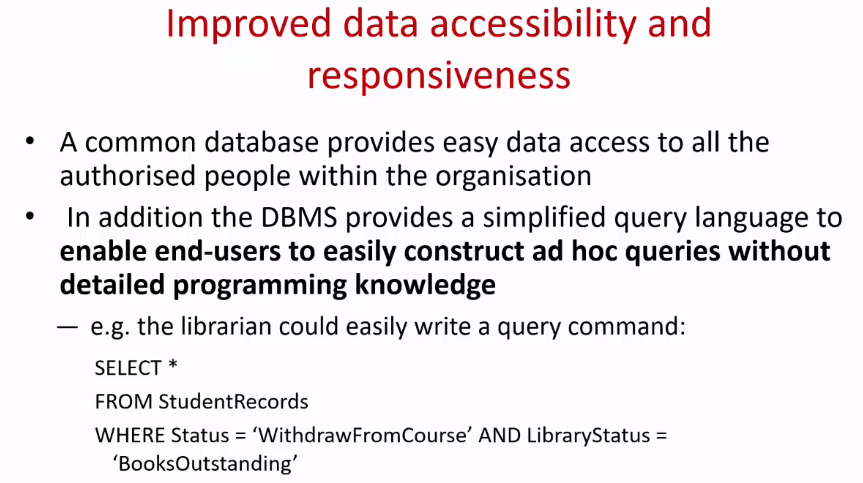 Improved data accessibility and
responsiveness
• A common database provides easy data access to all the
authorised people within the organisation
• In addition the DBMS provides a simplified query language to
enable end-users to easily construct ad hoc queries without
detailed programming knowledge
— e.g. the librarian could easily write a query command:
SELECT *
FROM StudentRecords
WHERE Status = ‘WithdrawFromCourse’ AND LibraryStatus =
‘BooksOutstanding’